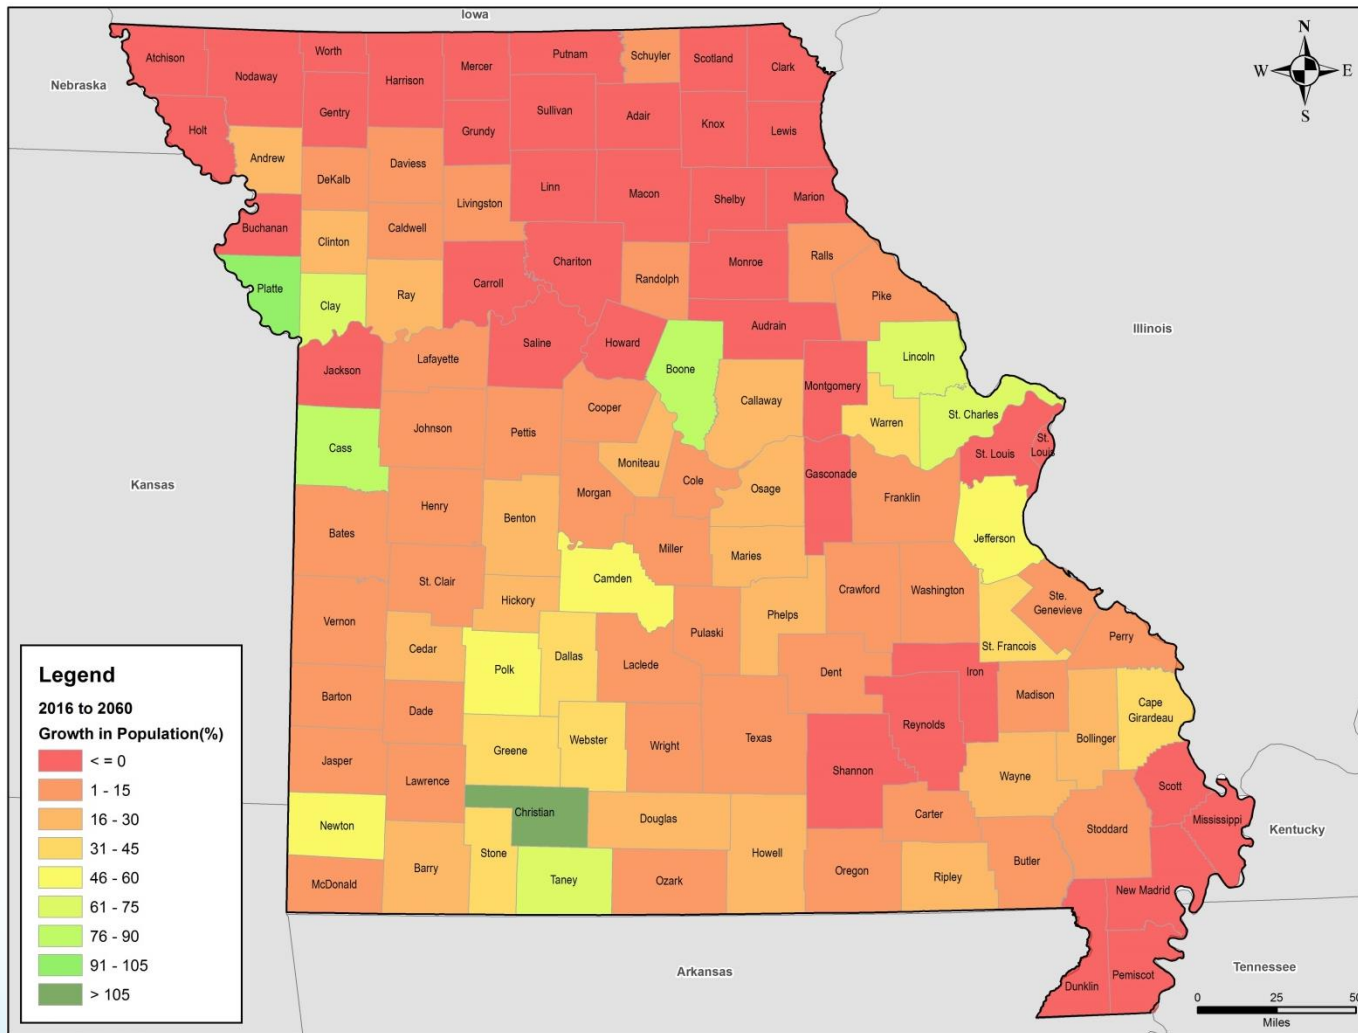 Iowa
N
W E
S
Nebraska
Kansas
Illinois
Kentucky
Tennessee
Arkansas
Atchison
Nodaway
Worth
Harrison
Mercer
Putnam
Schuyler
Scotland
Clark
Holt
Gentry
Grundy
Sullivan
Adair
Knox
Lewis
Andrew
DeKalb
Daviess
Livingston
Linn
Macon
Shelby
Marion
Buchanan
Clinton
Caldwell
Carroll
Chariton
Randolph
Monroe
Ralls
Pike
Platte
Clay
Ray
Audrain
Lincoln
Jackson
Lafayette
Saline
Howard
Boone
Callaway
Montgomery
Warren
St. Charles
St. Louis
St.
Louis
Cass
Johnson
Pettis
Cooper
Moniteau
Cole
Osage
Gasconade
Franklin
Jefferson
Bates
Henry
Benton
Morgan
Miller
Maries
Camden
St. Clair
Hickory
Vernon
Cedar
Polk
Dallas
Laclede
Pulaski
Phelps
Crawford
Washington
St. Francois
Ste.
Genevieve
Perry
Dent
Iron
Madison
Bollinger
Cape
Girardeau
Barton
Dade
Greene
Webster
Wright
Texas
Shannon
Reynolds
Wayne
Scott
Mississippi
Jasper
Lawrence
Christian
Douglas
Howell
Carter
Butler
Stoddard
Newton
McDonald
Barry
Stone
Taney
Ozark
Oregon
Ripley
New Madrid
Dunklin
Pemiscot
Legend
2016 to 2060
Growth in Population(%)
< = 0
1 - 15
16 - 30
31 - 45
46 - 60
61 - 75
76 - 90
91 - 105
> 105
0 25 50
Miles